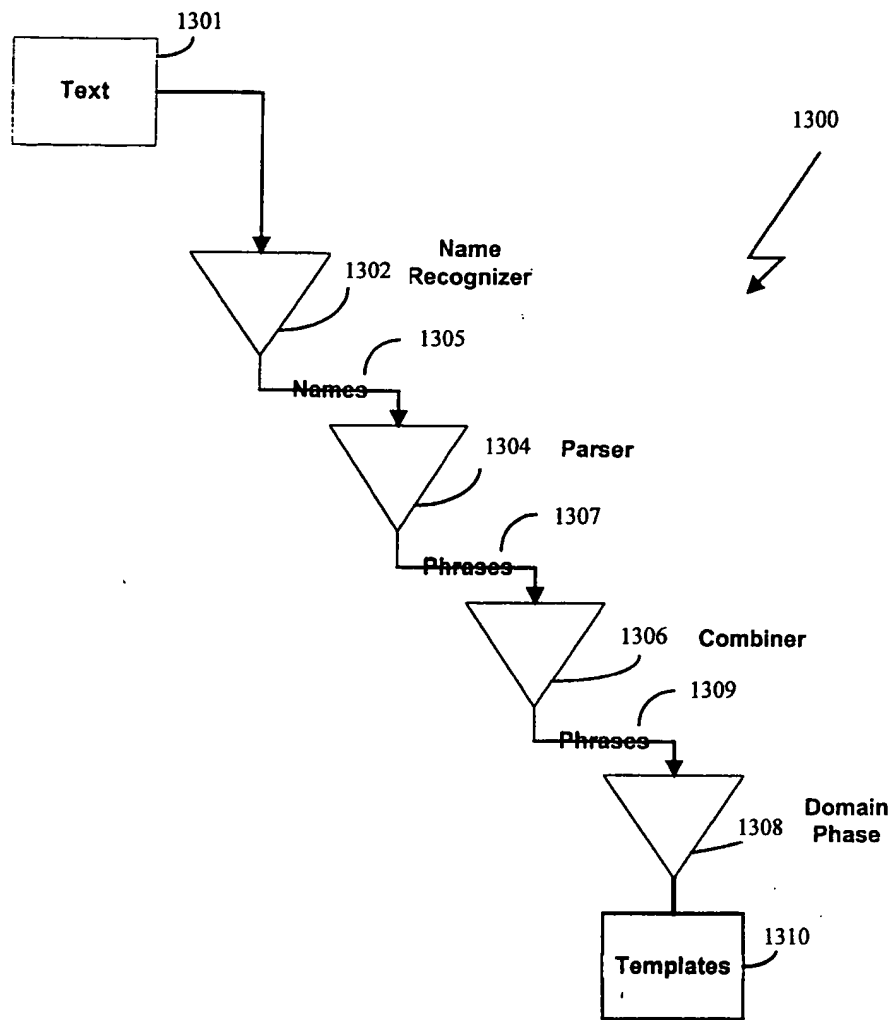 1301
Text
1300
Name
Recognizer
1302
1305
Names
1304
Parser
1307
Phrases
1306
Combiner
1309
Phrases
Domain
Phase
1308
1310
Templates